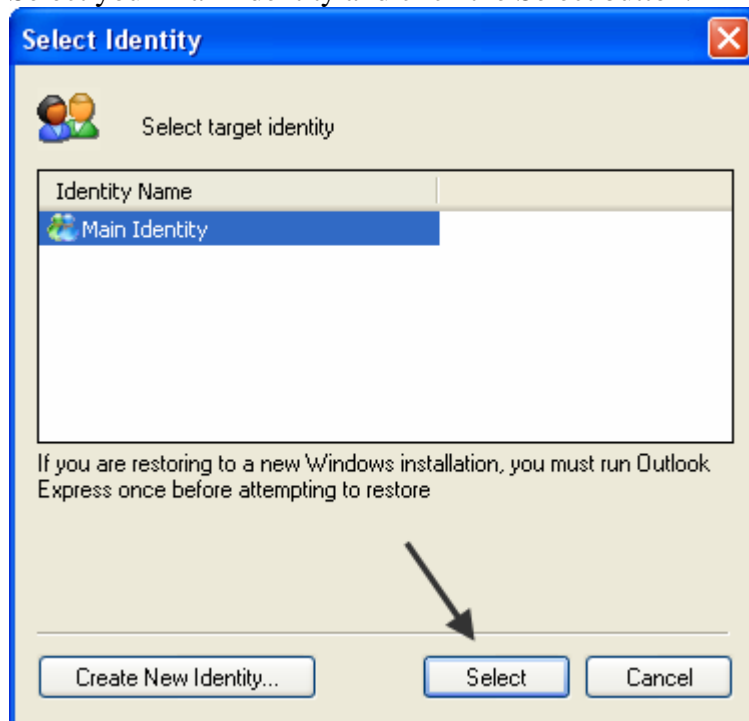 Select Identity
Select target identity
Identity Name
Main Identity
If you are restoring to a new Windows installation, you must run Outlook
Express once before attempting to restore
Create New Identity... Select Cancel